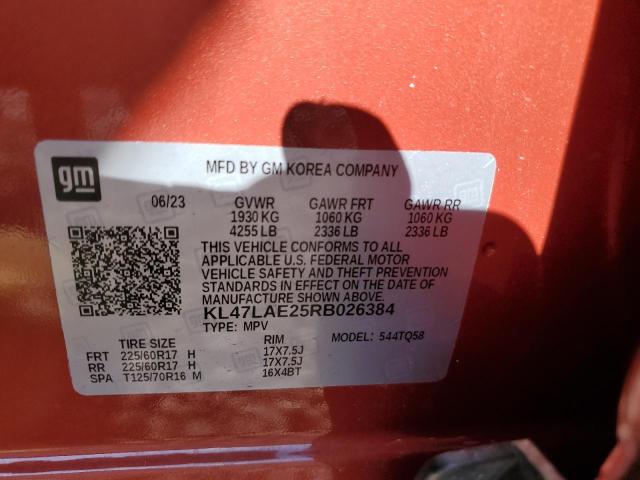 gm
MFD BY GM KOREA COMPANY
06/23 GVWR GAWR FRT GAWR RR
1930 KG 1060 KG 1060 KG
4255 LB 2336 LB 2336 LB
THIS VEHICLE CONFORMS TO ALL
APPLICABLE U.S. FEDERAL MOTOR
VEHICLE SAFETY AND THEFT PREVENTION
STANDARDS IN EFFECT ON THE DATE OF
MANUFACTURE SHOWN ABOVE.
KL47LAE25RB026384
TYPE: MPV MODEL: 544TQ58
TIRE SIZE RIM
FRT 225/60R17 H 17X7.5J
RR 225/60R17 H 17X7.5J
SPA T125/70R16 M 16X4BT